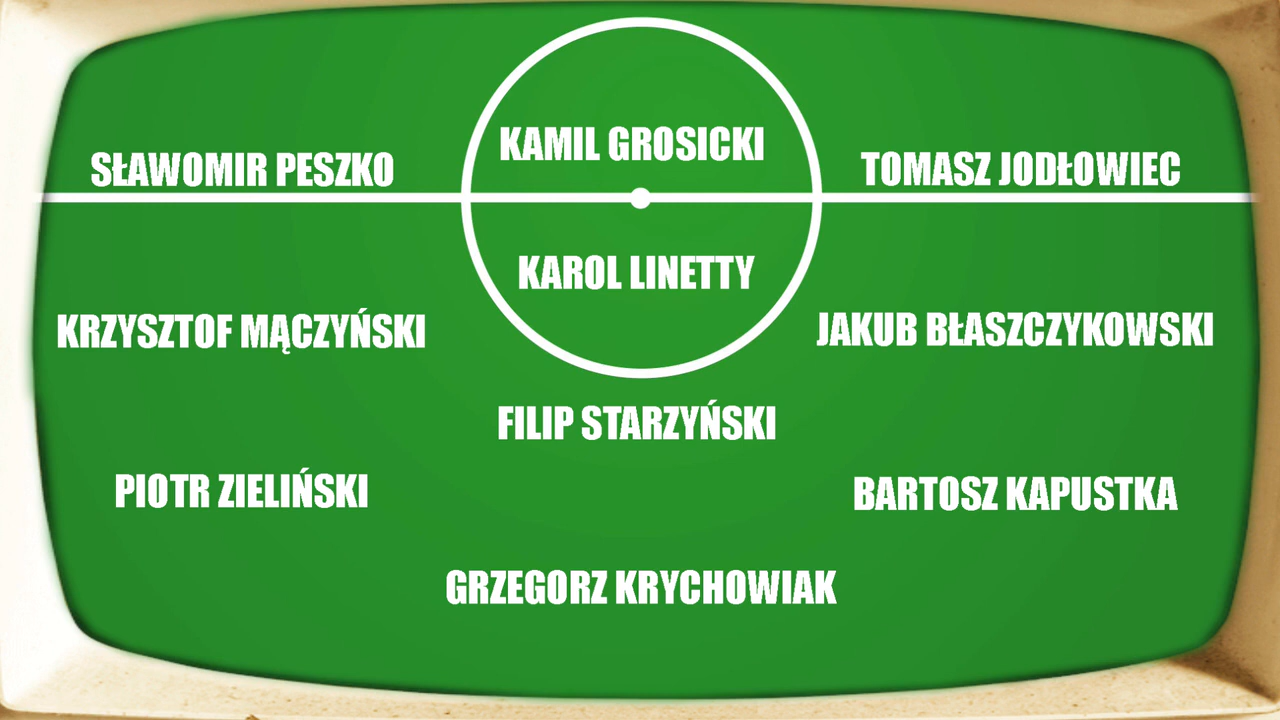 KAMIL GROSICKI
SŁAWOMIR PESZKO
TOMASZ JODŁOWIEC
KAROL LINETTY
KRZYSZTOF MĄCZYŃSKI
JAKUB BŁASZCZYKOWSKI
FILIP STARZYŃSKI
PIOTR ZIELIŃSKI
BARTOSZ KAPUSTKA
GRZEGORZ KRYCHOWIAK